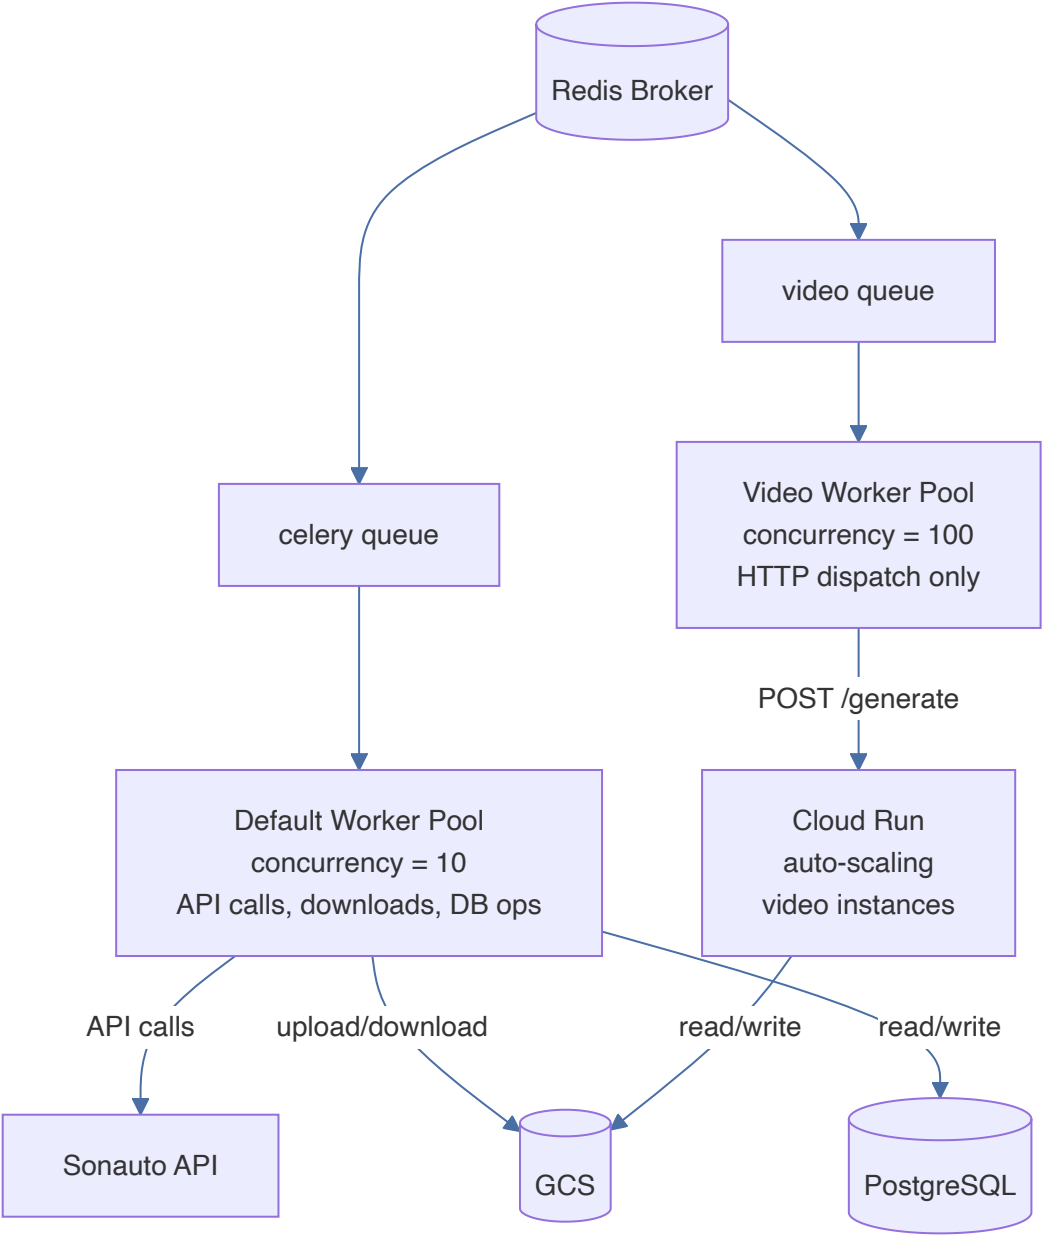 Redis Broker
video queue
celery queue
Video Worker Pool
concurrency = 100
HTTP dispatch only
POST /generate
Default Worker Pool
concurrency = 10
API calls, downloads, DB ops
Cloud Run
auto-scaling
video instances
API calls
upload/download
read/write
read/write
Sonauto API
GCS
PostgreSQL